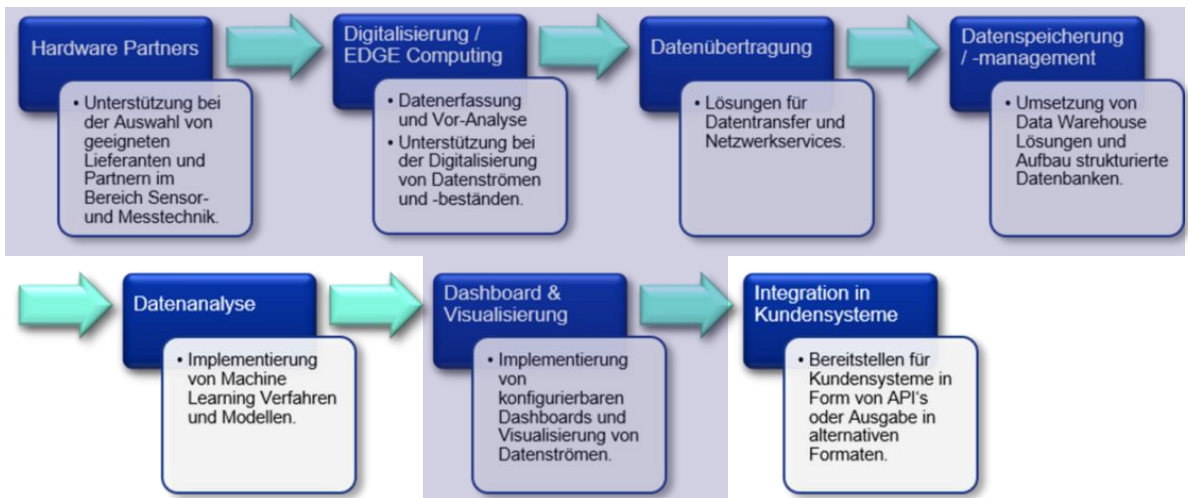 Hardware Partners
• Unterstützung bei
der Auswahl von
geeigneten
Lieferanten und
Partnern im
Bereich Sensor-
und Messtechnik.
Digitalisierung /
EDGE Computing
• Datenerfassung
und Vor-Analyse
• Unterstützung bei
der Digitalisierung
von Datenströmen
und -beständen.
Datenübertragung
• Lösungen für
Datentransfer und
Netzwerkservices.
Datenspeicherung
/ -management
• Umsetzung von
Data Warehouse
Lösungen und
Aufbau strukturierte
Datenbanken.
Datenanalyse
• Implementierung
von Machine
Learning Verfahren
und Modellen.
Dashboard &
Visualisierung
• Implementierung
von
konfigurierbaren
Dashboards und
Visualisierung von
Datenströmen.
Integration in
Kundensysteme
• Bereitstellen für
Kundensysteme in
Form von API's
oder Ausgabe in
alternativen
Formaten.